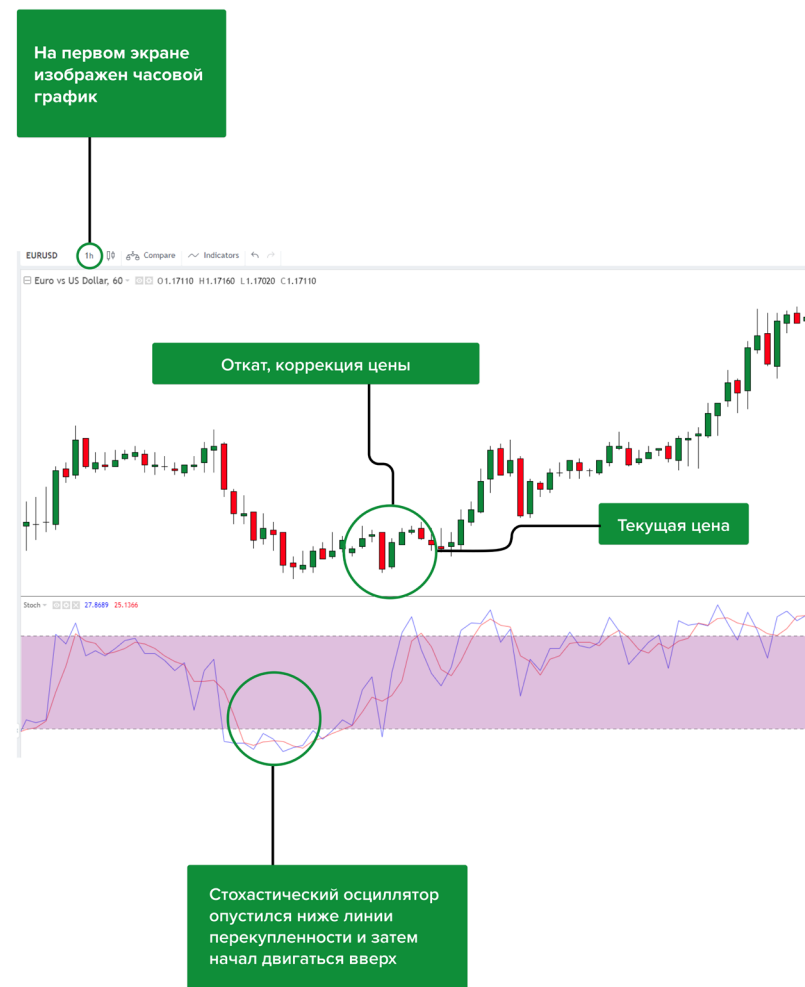 На первом экране
изображен часовой
график
EURUSD 1h Compare Indicators
Euro vs US Dollar, 60 O1.17110 H1.17160 L1.17020 C1.17110
Откат, коррекция цены
Текущая цена
Stoch 27.8689 25.1366
Стохастический осциллятор
опустился ниже линии
перекупленности и затем
начал двигаться вверх